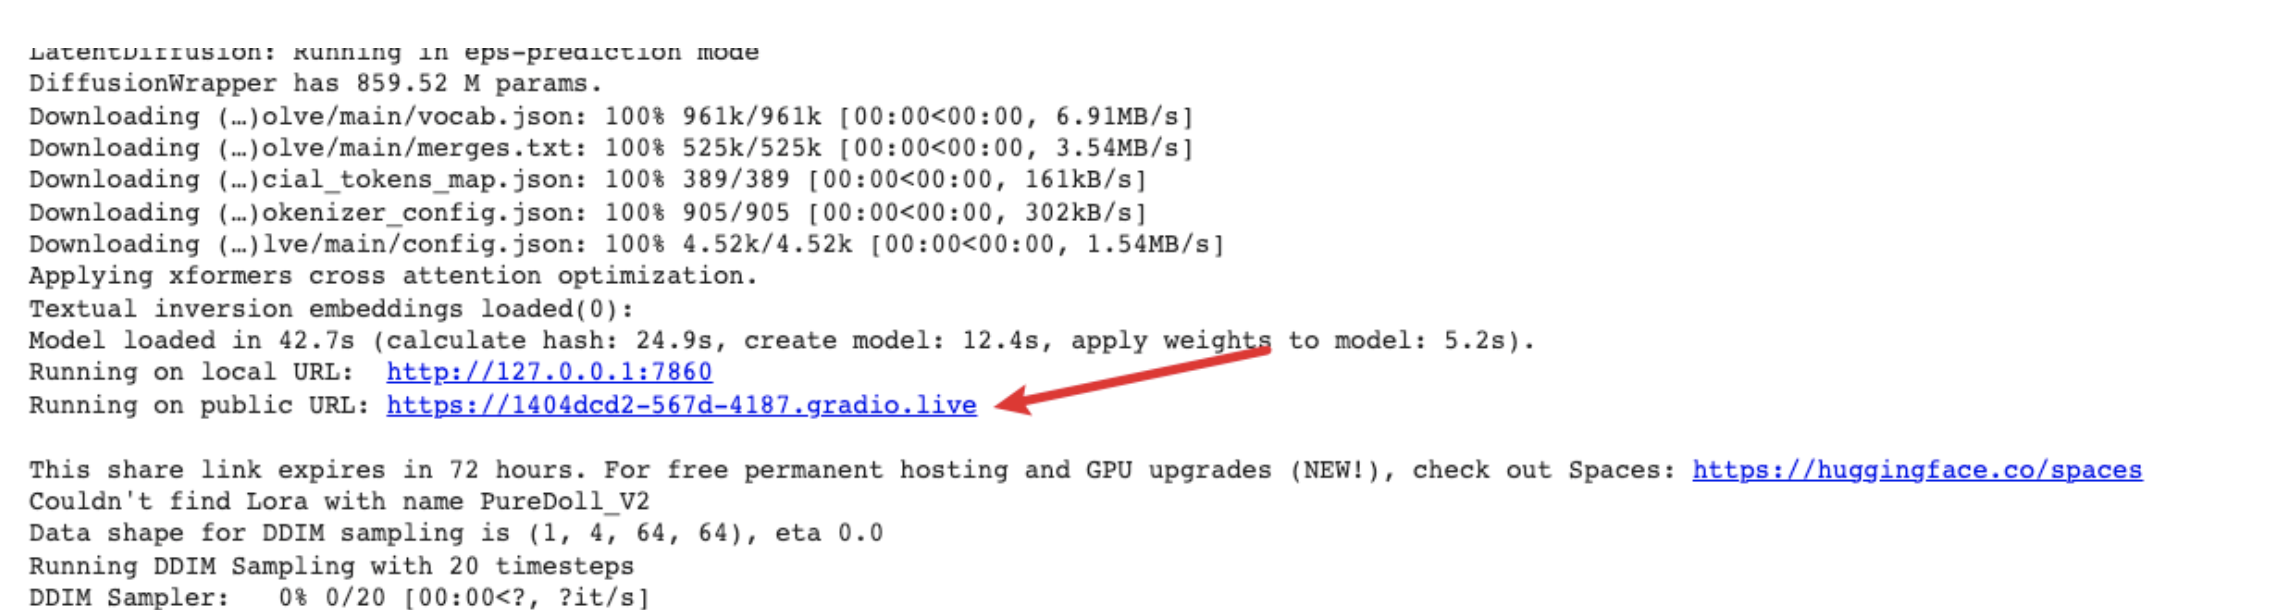 LatentDiffusion: Running in eps-prediction mode
DiffusionWrapper has 859.52 M params.
Downloading (…)olve/main/vocab.json: 100% 961k/961k [00:00<00:00, 6.91MB/s]
Downloading (…)olve/main/merges.txt: 100% 525k/525k [00:00<00:00, 3.54MB/s]
Downloading (…)cial_tokens_map.json: 100% 389/389 [00:00<00:00, 161kB/s]
Downloading (…)okenizer_config.json: 100% 905/905 [00:00<00:00, 302kB/s]
Downloading (…)lve/main/config.json: 100% 4.52k/4.52k [00:00<00:00, 1.54MB/s]
Applying xformers cross attention optimization.
Textual inversion embeddings loaded(0):
Model loaded in 42.7s (calculate hash: 24.9s, create model: 12.4s, apply weights to model: 5.2s).
Running on local URL:  http://127.0.0.1:7860
Running on public URL: https://1404dcd2-567d-4187.gradio.live
This share link expires in 72 hours. For free permanent hosting and GPU upgrades (NEW!), check out Spaces: https://huggingface.co/spaces
Couldn't find Lora with name PureDoll_V2
Data shape for DDIM sampling is (1, 4, 64, 64), eta 0.0
Running DDIM Sampling with 20 timesteps
DDIM Sampler:   0% 0/20 [00:00<?, ?it/s]